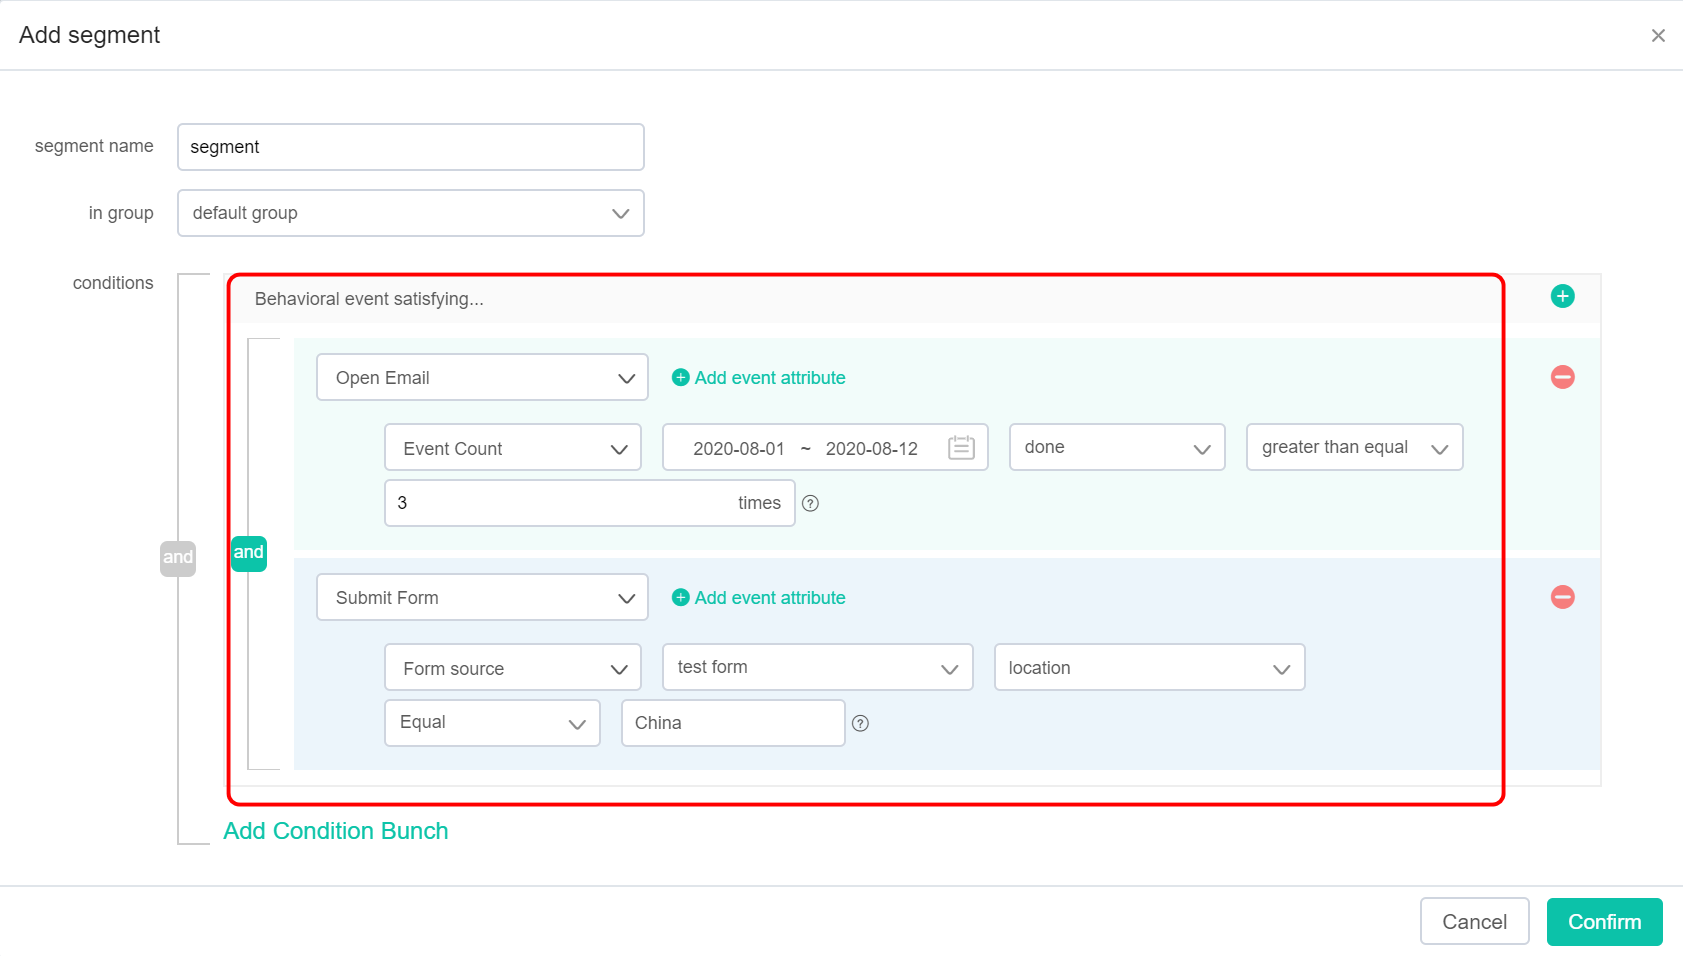 Add segment
segment name
segment
in group
default group
conditions
Behavioral event satisfying...
Open Email
Add event attribute
Event Count
2020-08-01 ~ 2020-08-12
done
greater than equal
3
times
and
and
Submit Form
Add event attribute
Form source
test form
location
Equal
China
Add Condition Bunch
Cancel
Confirm